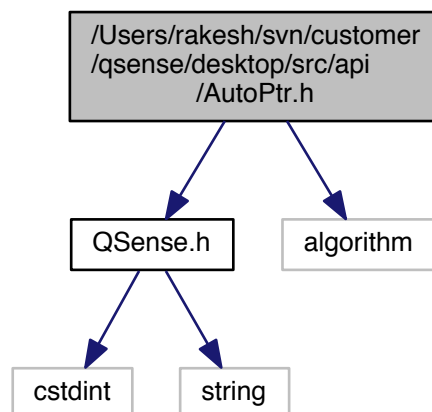 /Users/rakesh/svn/customer
/qsense/desktop/src/api
/AutoPtr.h
QSense.h
algorithm
cstdint
string